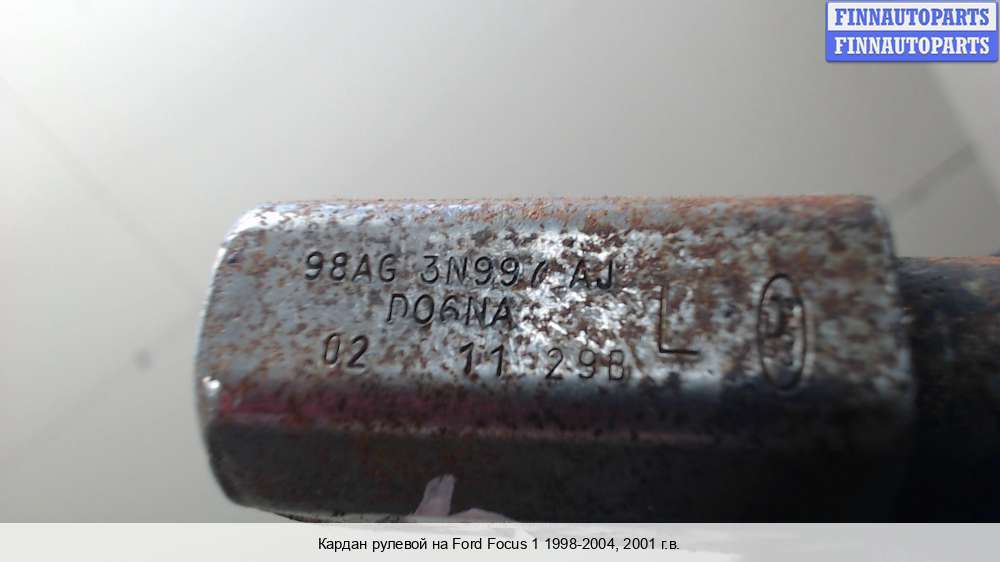 FINNAUTOPARTS
FINNAUTOPARTS
98AG 3N997 AJ
D06NA
02 11 29B
L
Кардан рулевой на Ford Focus 1 1998-2004, 2001 г.в.